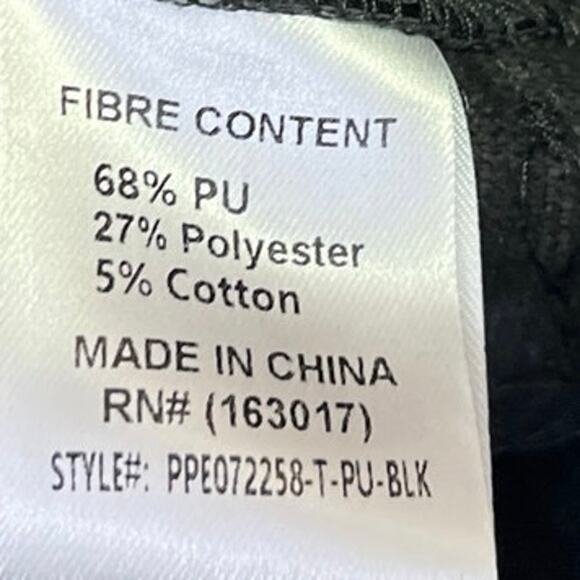 FIBRE CONTENT
68% PU
27% Polyester
5% Cotton
MADE IN CHINA
RN# (163017)
STYLE#: PPE072258-T-PU-BLK